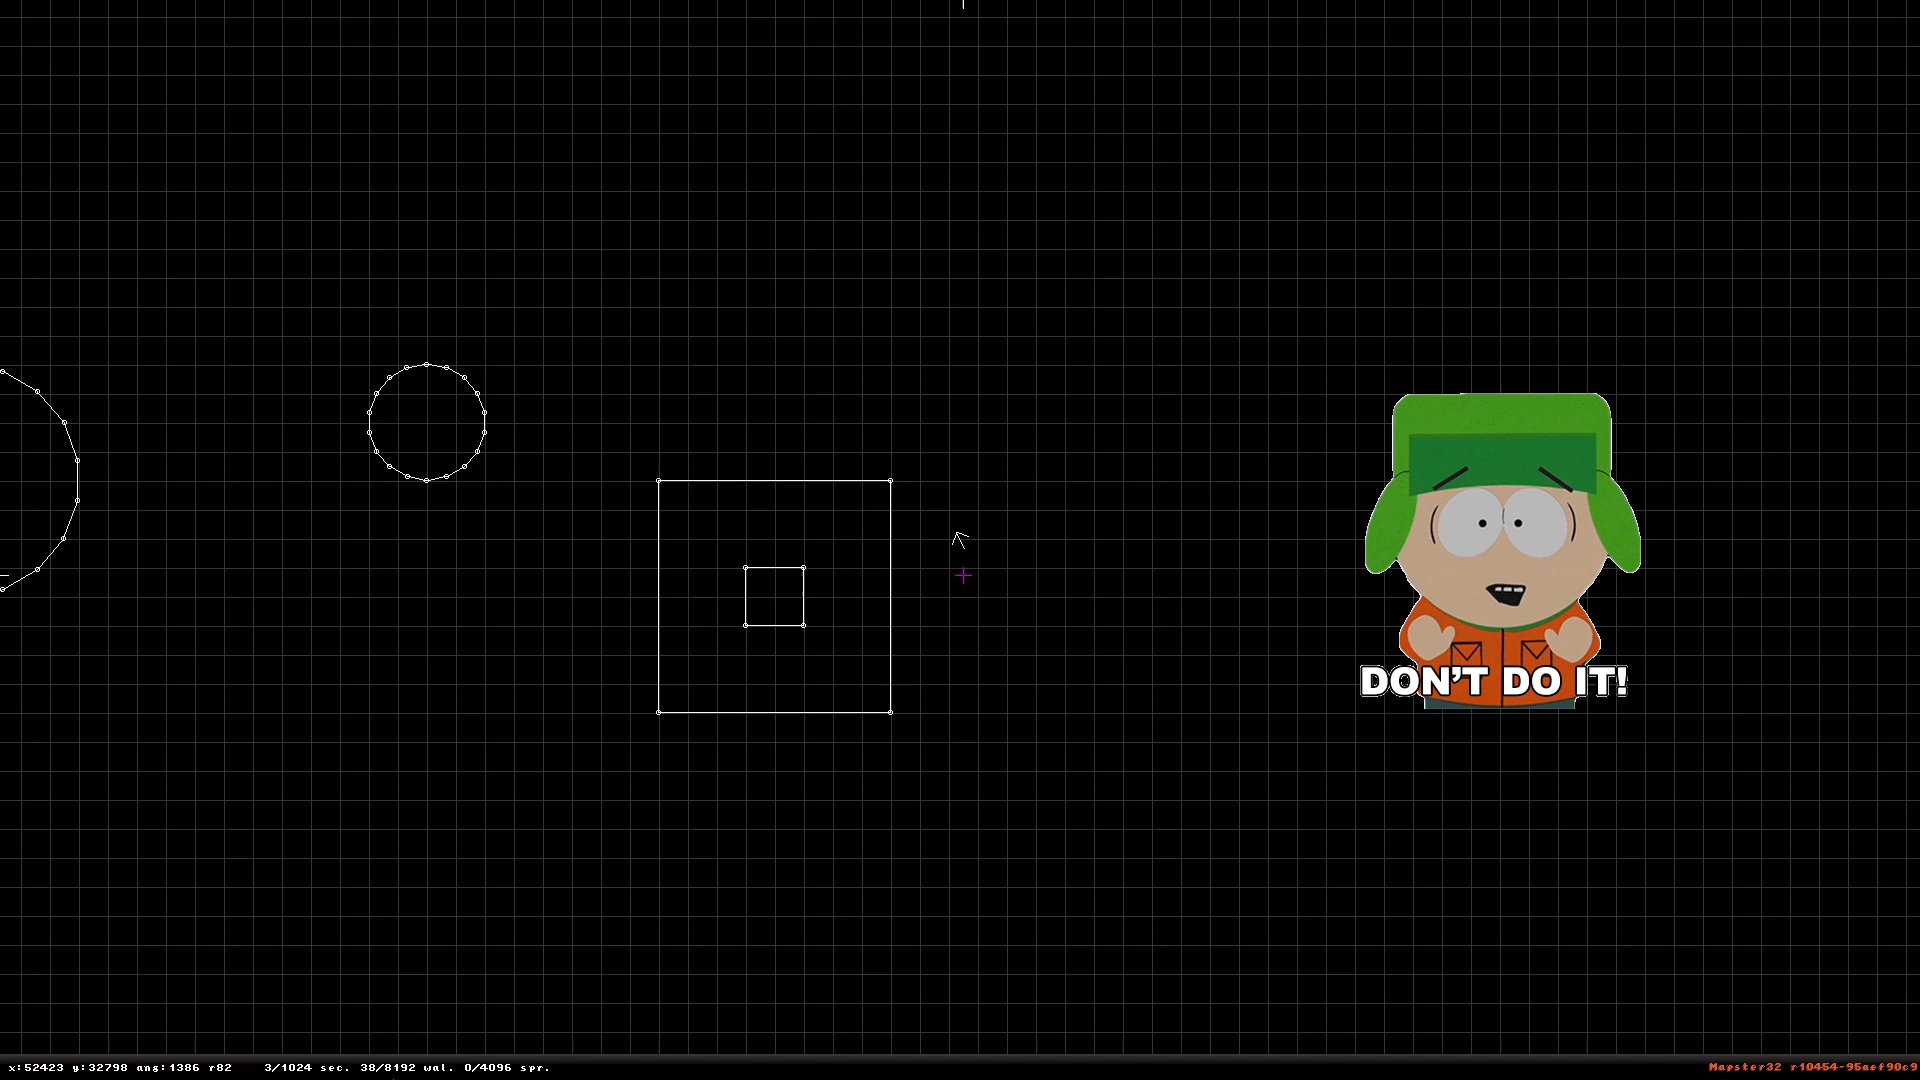 DON'T DO IT!
x:52423 y:32798 ang:1386 r82 3/1024 sec. 38/8192 wal. 0/4096 spr.
Mapster32 r10454-95aef90c9